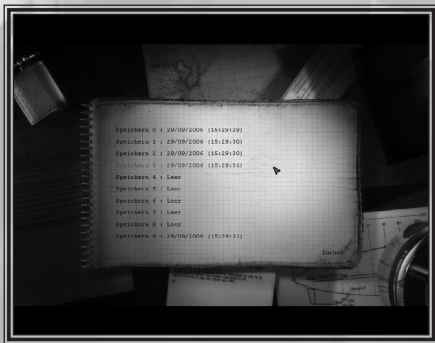 Speichern 0 : 29/09/2006 (15:29:29)
Speichern 1 : 29/09/2006 (15:29:30)
Speichern 2 : 29/09/2006 (15:29:30)
Speichern 3 : 29/09/2006 (15:29:31)
Speichern 4 : Leer
Speichern 5 : Leer
Speichern 6 : Leer
Speichern 7 : Leer
Speichern 8 : Leer
Speichern 9 : 29/09/2006 (15:29:32)
Zurück